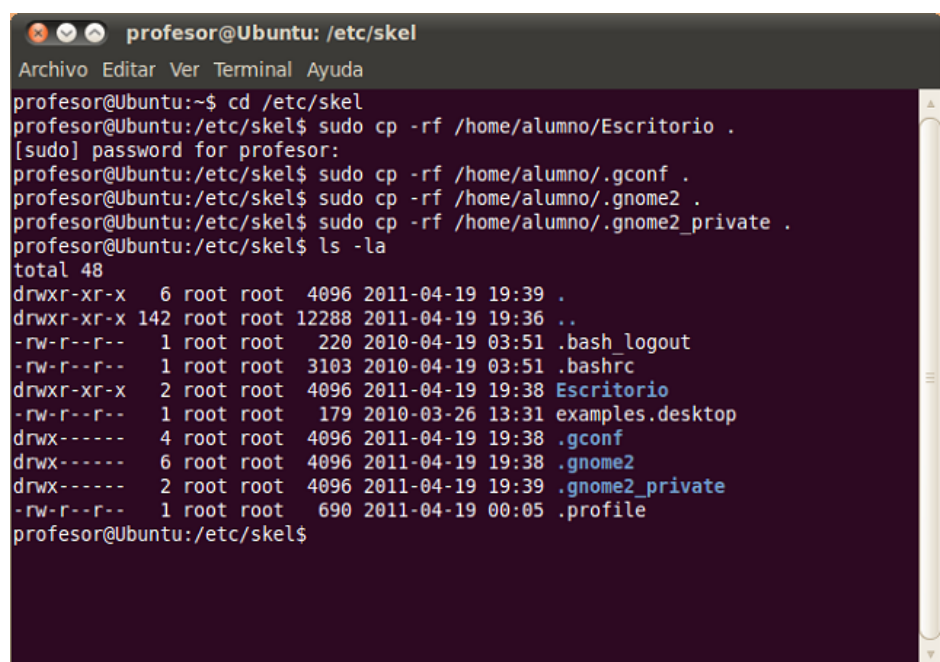 profesor@Ubuntu: /etc/skel
Archivo Editar Ver Terminal Ayuda
profesor@Ubuntu:~$ cd /etc/skel
profesor@Ubuntu:/etc/skel$ sudo cp -rf /home/alumno/Escritorio .
[sudo] password for profesor:
profesor@Ubuntu:/etc/skel$ sudo cp -rf /home/alumno/.gconf .
profesor@Ubuntu:/etc/skel$ sudo cp -rf /home/alumno/.gnome2 .
profesor@Ubuntu:/etc/skel$ sudo cp -rf /home/alumno/.gnome2_private .
profesor@Ubuntu:/etc/skel$ ls -la
total 48
drwxr-xr-x   6 root root  4096 2011-04-19 19:39 .
drwxr-xr-x 142 root root 12288 2011-04-19 19:36 ..
-rw-r--r--   1 root root   220 2010-04-19 03:51 .bash_logout
-rw-r--r--   1 root root  3103 2010-04-19 03:51 .bashrc
drwxr-xr-x   2 root root  4096 2011-04-19 19:38 Escritorio
-rw-r--r--   1 root root   179 2010-03-26 13:31 examples.desktop
drwx------   4 root root  4096 2011-04-19 19:38 .gconf
drwx------   6 root root  4096 2011-04-19 19:38 .gnome2
drwx------   2 root root  4096 2011-04-19 19:39 .gnome2_private
-rw-r--r--   1 root root   690 2011-04-19 00:05 .profile
profesor@Ubuntu:/etc/skel$